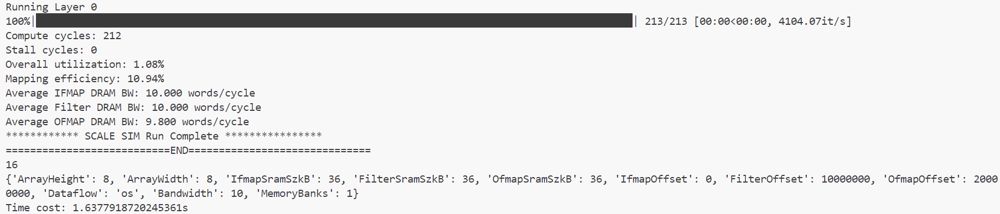 Running Layer 0
100%|██████████| 213/213 [00:00<00:00, 4104.07it/s]
Compute cycles: 212
Stall cycles: 0
Overall utilization: 1.08%
Mapping efficiency: 10.94%
Average IFMAP DRAM BW: 10.000 words/cycle
Average Filter DRAM BW: 10.000 words/cycle
Average OFMAP DRAM BW: 9.800 words/cycle
************ SCALE SIM Run Complete ****************
===========================END==============================
16
{'ArrayHeight': 8, 'ArrayWidth': 8, 'IfmapSramSzkB': 36, 'FilterSramSzkB': 36, 'OfmapSramSzkB': 36, 'IfmapOffset': 0, 'FilterOffset': 10000000, 'OfmapOffset': 2000
0000, 'Dataflow': 'os', 'Bandwidth': 10, 'MemoryBanks': 1}
Time cost: 1.6377918720245361s